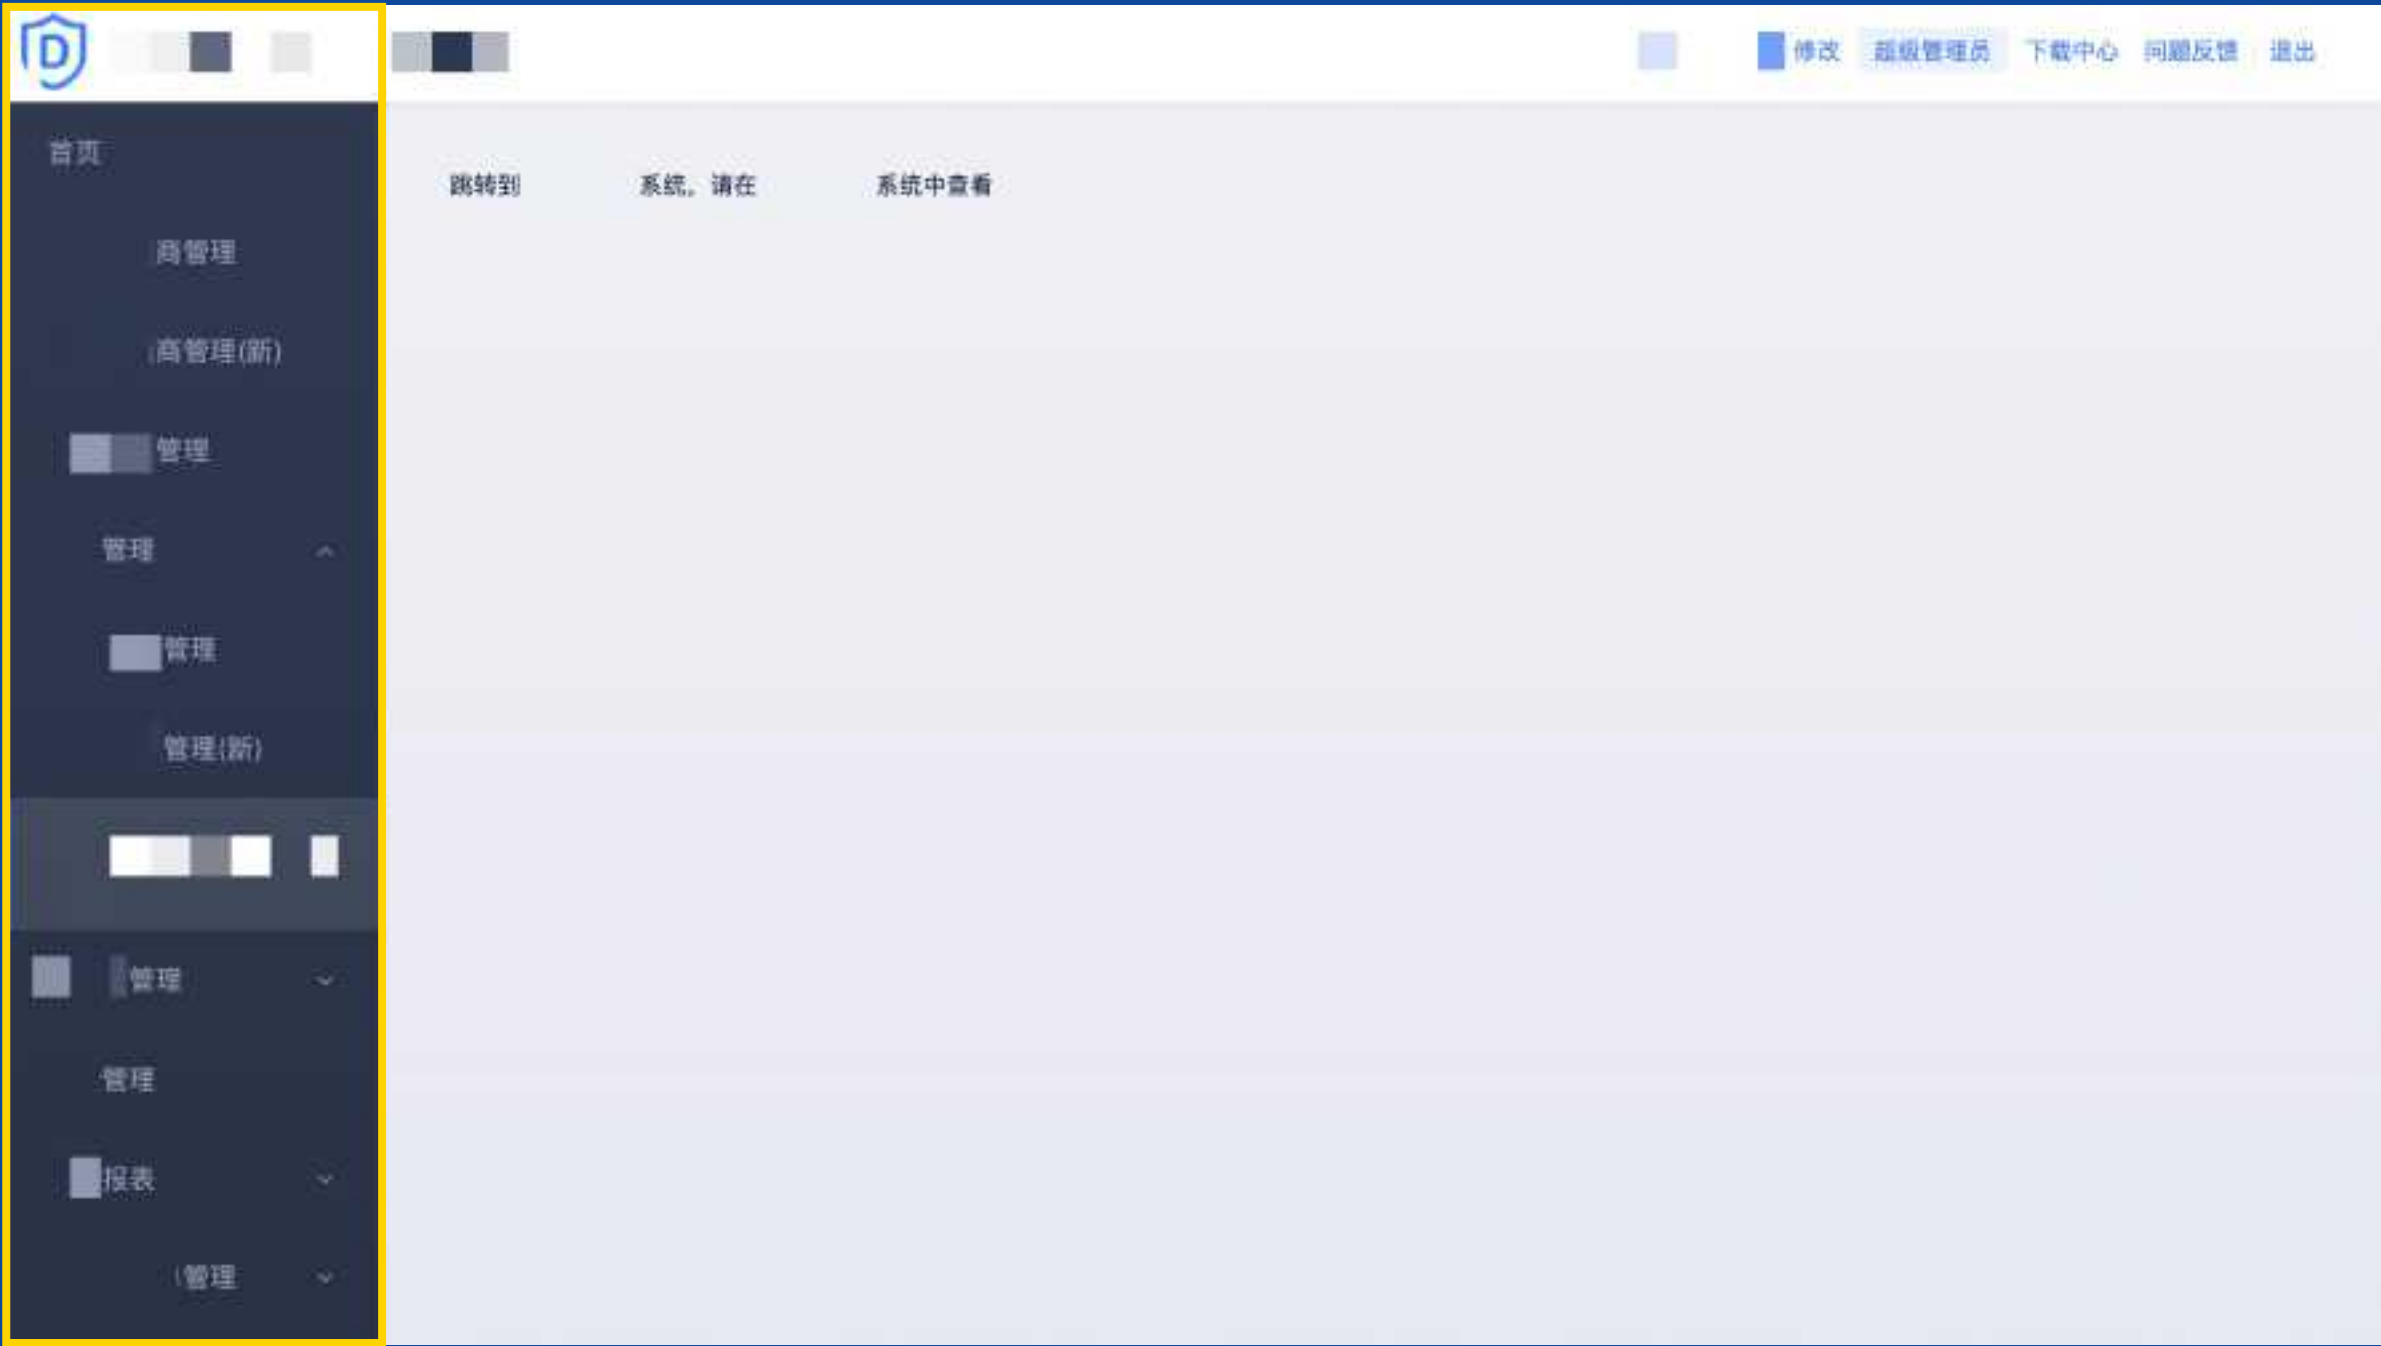 D
修改 超级管理员 下载中心 问题反馈 退出
首页
跳转到 系统。请在 系统中查看
商管理
商管理(新)
管理
管理
管理
管理(新)
管理
管理
报表
管理